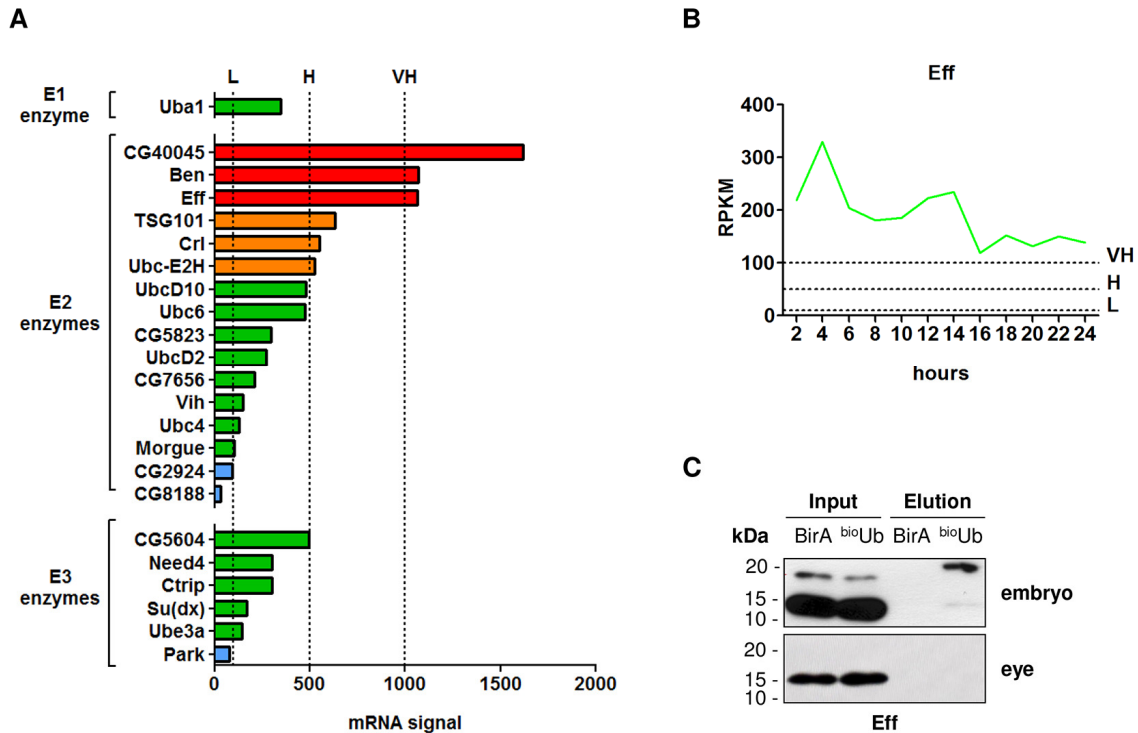 A
L H VH
E1
enzyme
Uba1
E2
enzymes
CG40045
Ben
Eff
TSG101
Crl
Ubc-E2H
UbcD10
Ubc6
CG5823
UbcD2
CG7656
Vih
Ubc4
Morgue
CG2924
CG8188
E3
enzymes
CG5604
Need4
Ctrip
Su(dx)
Ube3a
Park
0 500 1000 1500 2000
mRNA signal
B
Eff
RPKM
400
300
200
100
0
VH
H
L
2 4 6 8 10 12 14 16 18 20 22 24
hours
C
Input Elution
kDa BirA bioUb BirA bioUb
20 -
15 -
10 -
embryo
20 -
15 -
10 -
eye
Eff